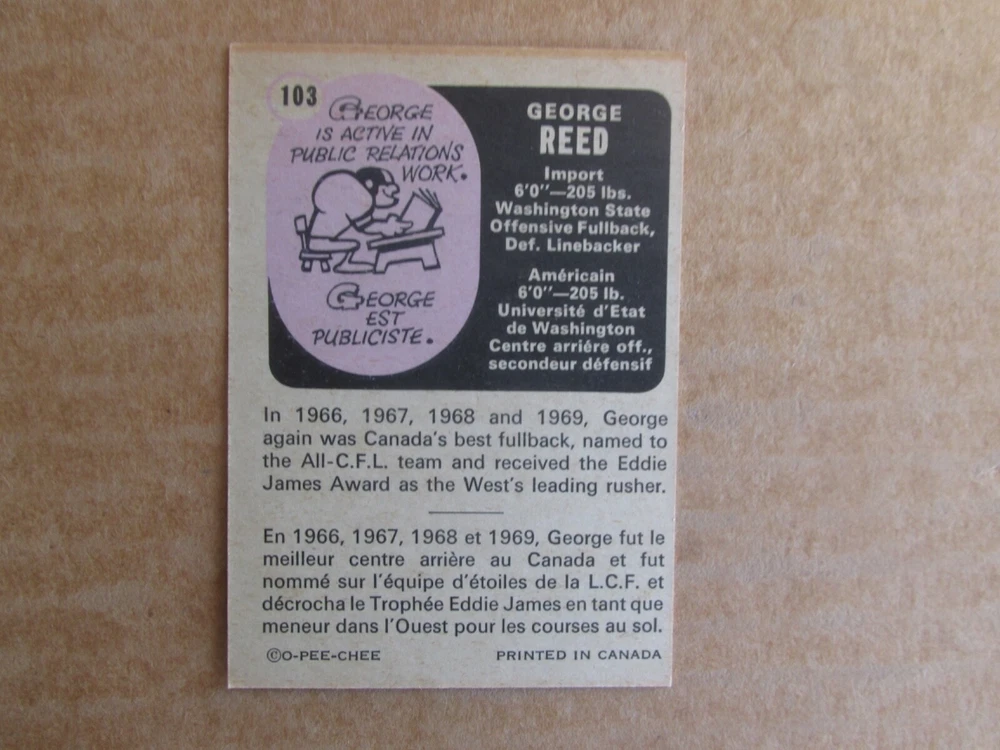 103
GEORGE
IS ACTIVE IN
PUBLIC RELATIONS
WORK.
GEORGE
EST
PUBLICISTE.
GEORGE
REED
Import
6'0"—205 lbs.
Washington State
Offensive Fullback,
Def. Linebacker
Américain
6'0"—205 lb.
Université d'Etat
de Washington
Centre arriére off.,
secondeur défensif
In 1966, 1967, 1968 and 1969, George
again was Canada's best fullback, named to
the All-C.F.L. team and received the Eddie
James Award as the West's leading rusher.
En 1966, 1967, 1968 et 1969, George fut le
meilleur centre arrière au Canada et fut
nommé sur l'équipe d'étoiles de la L.C.F. et
décrocha le Trophée Eddie James en tant que
meneur dans l'Ouest pour les courses au sol.
©O-PEE-CHEE PRINTED IN CANADA